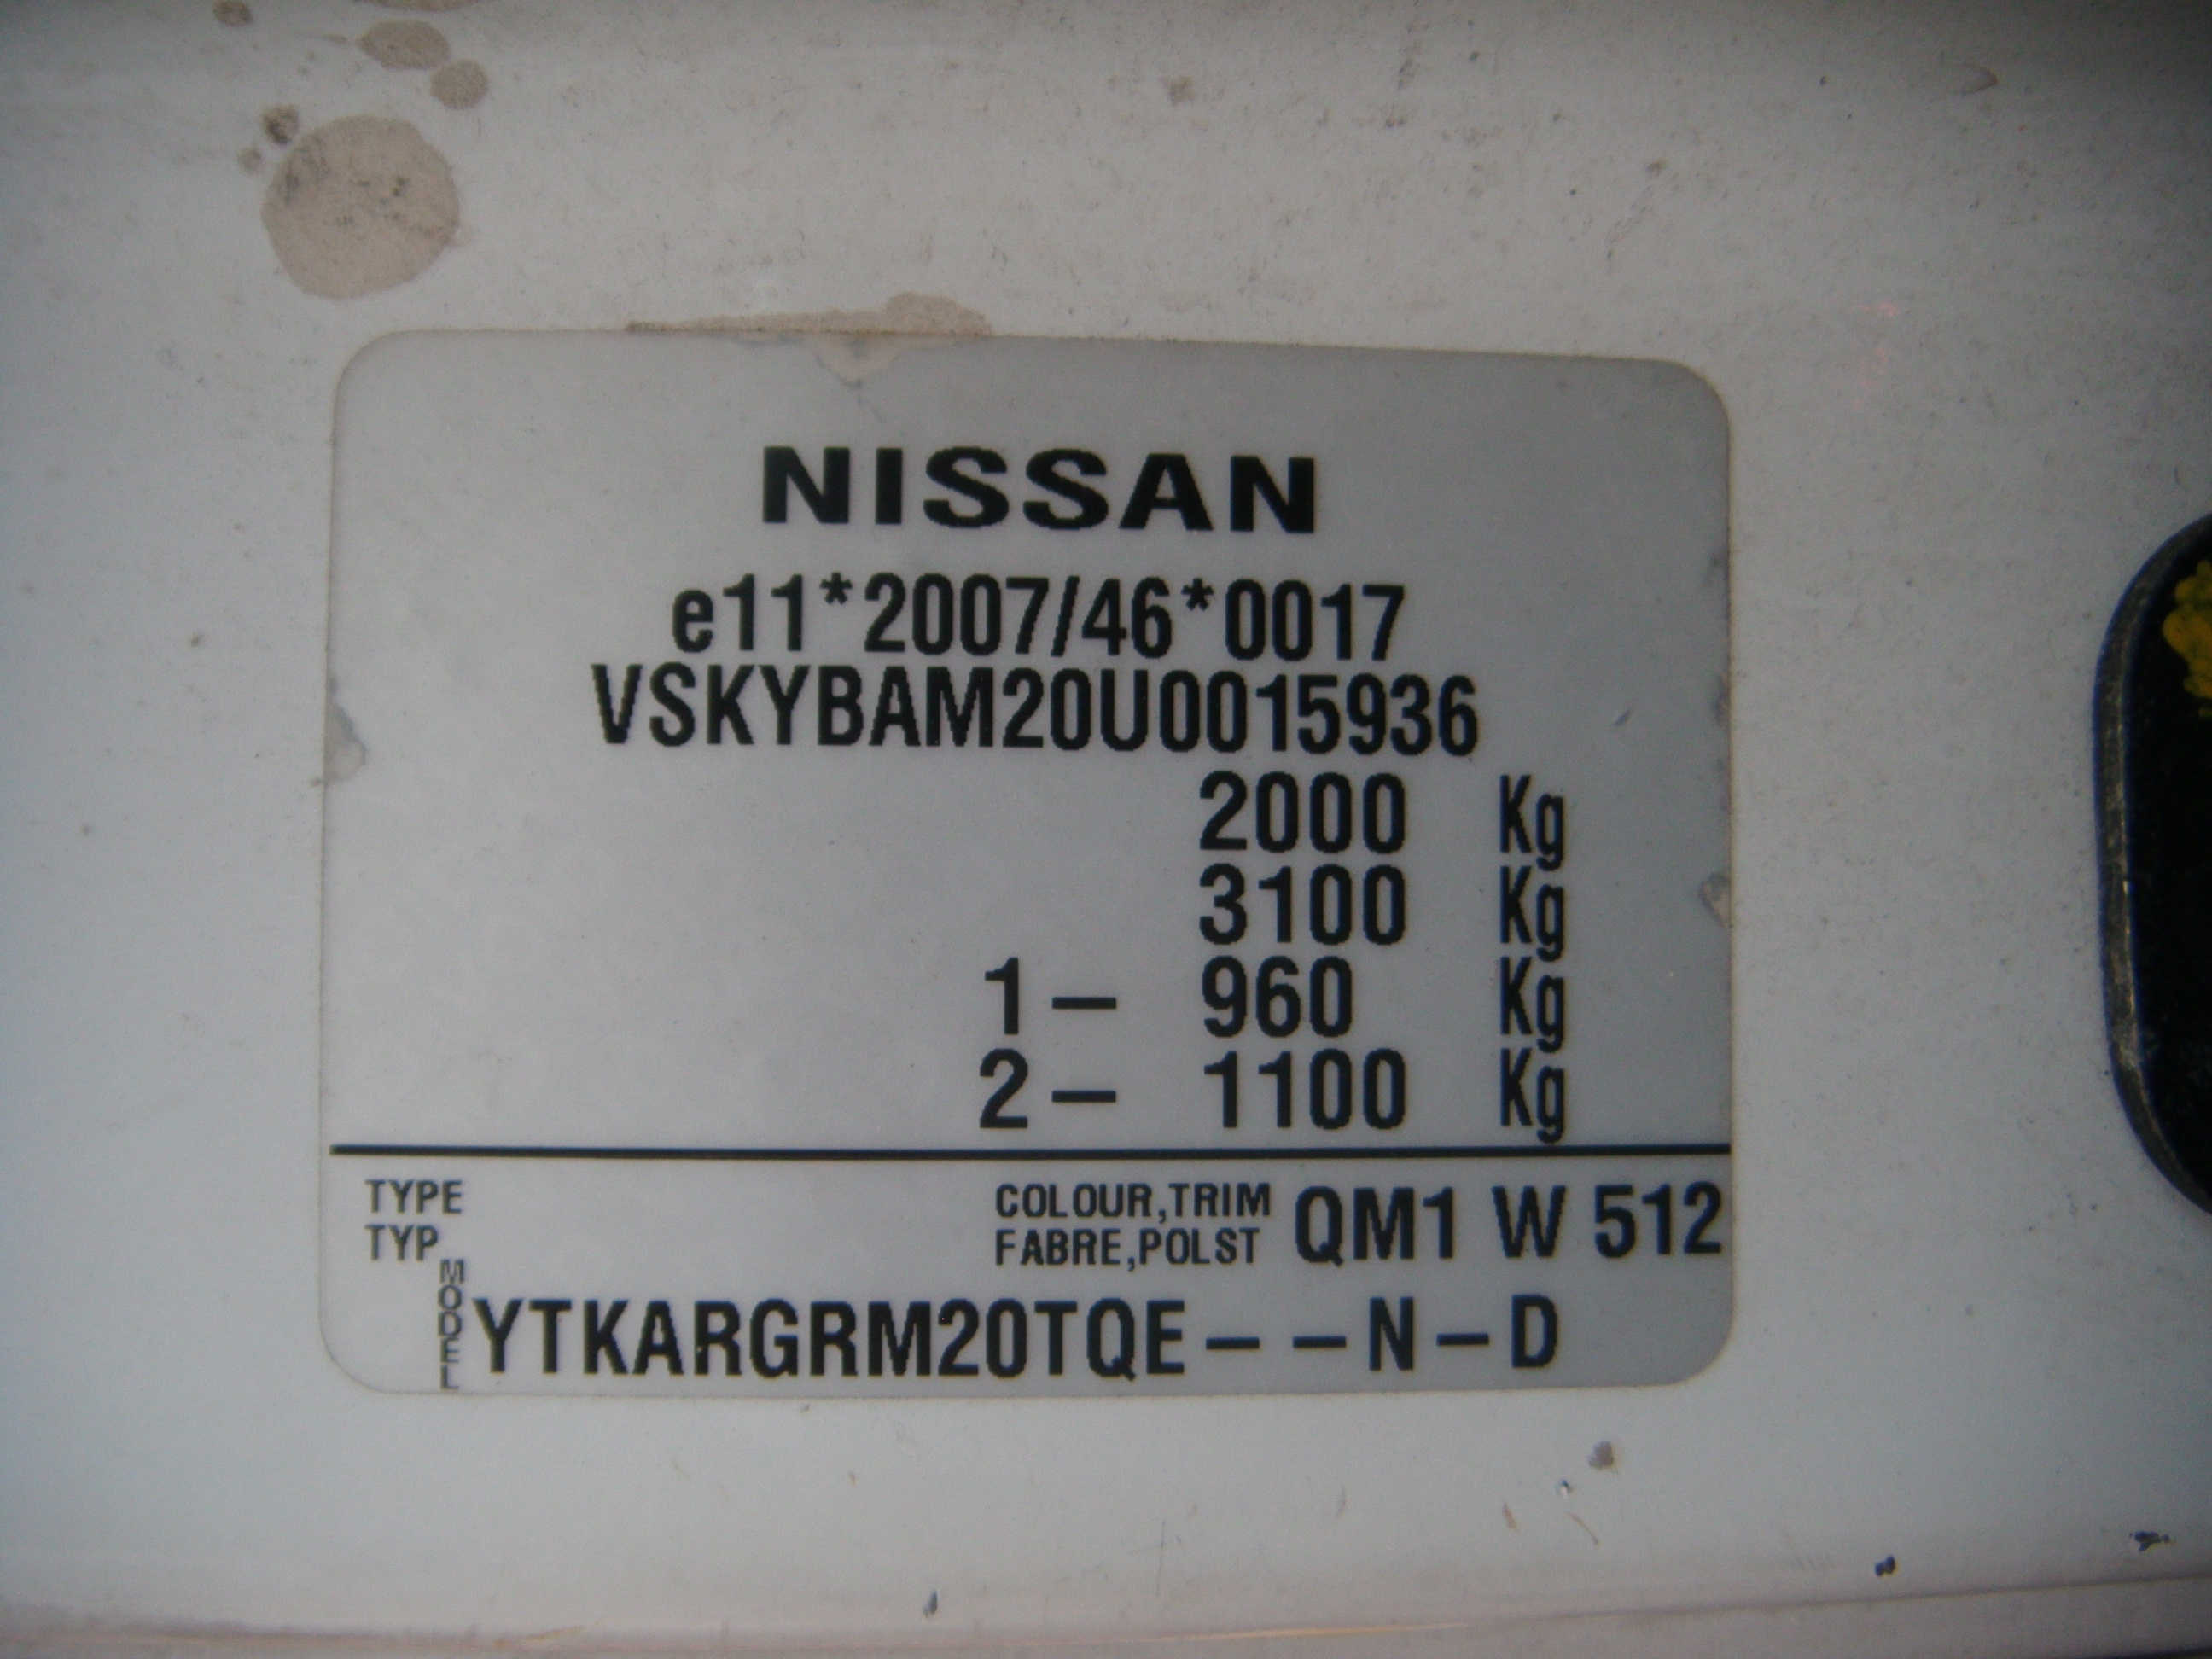 NISSAN
e11*2007/46*0017
VSKYBAM20U0015936
2000 Kg
3100 Kg
1 – 960 Kg
2 – 1100 Kg
TYPE
TYP
COLOUR,TRIM
FABRE,POLST
QM1 W 512
MODEL
YTKARGRM20TQE – – N – D